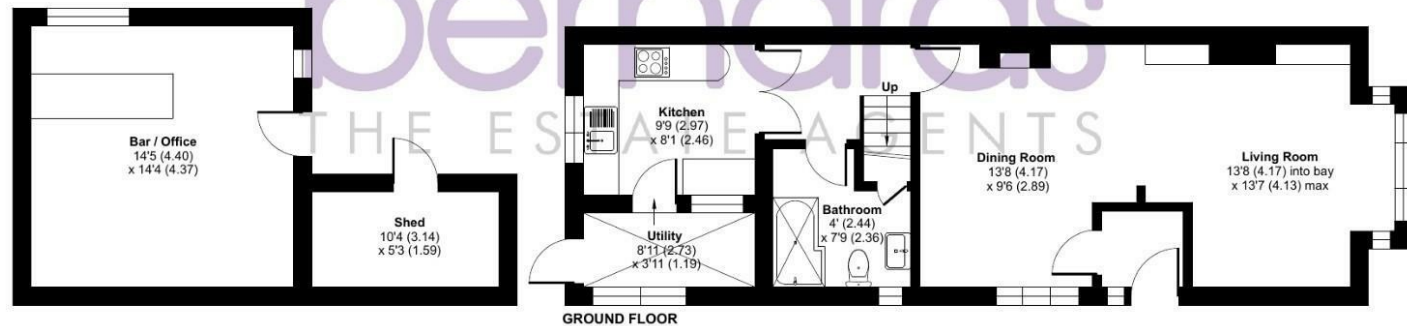 bernards
THE ESTATE AGENTS
Bar / Office
14'5 (4.40)
x 14'4 (4.37)
Shed
10'4 (3.14)
x 5'3 (1.59)
Kitchen
9'9 (2.97)
x 8'1 (2.46)
Utility
8'11 (2.73)
x 3'11 (1.19)
Up
Bathroom
4' (2.44)
x 7'9 (2.36)
Dining Room
13'8 (4.17)
x 9'6 (2.89)
Living Room
13'8 (4.17) into bay
x 13'7 (4.13) max
GROUND FLOOR